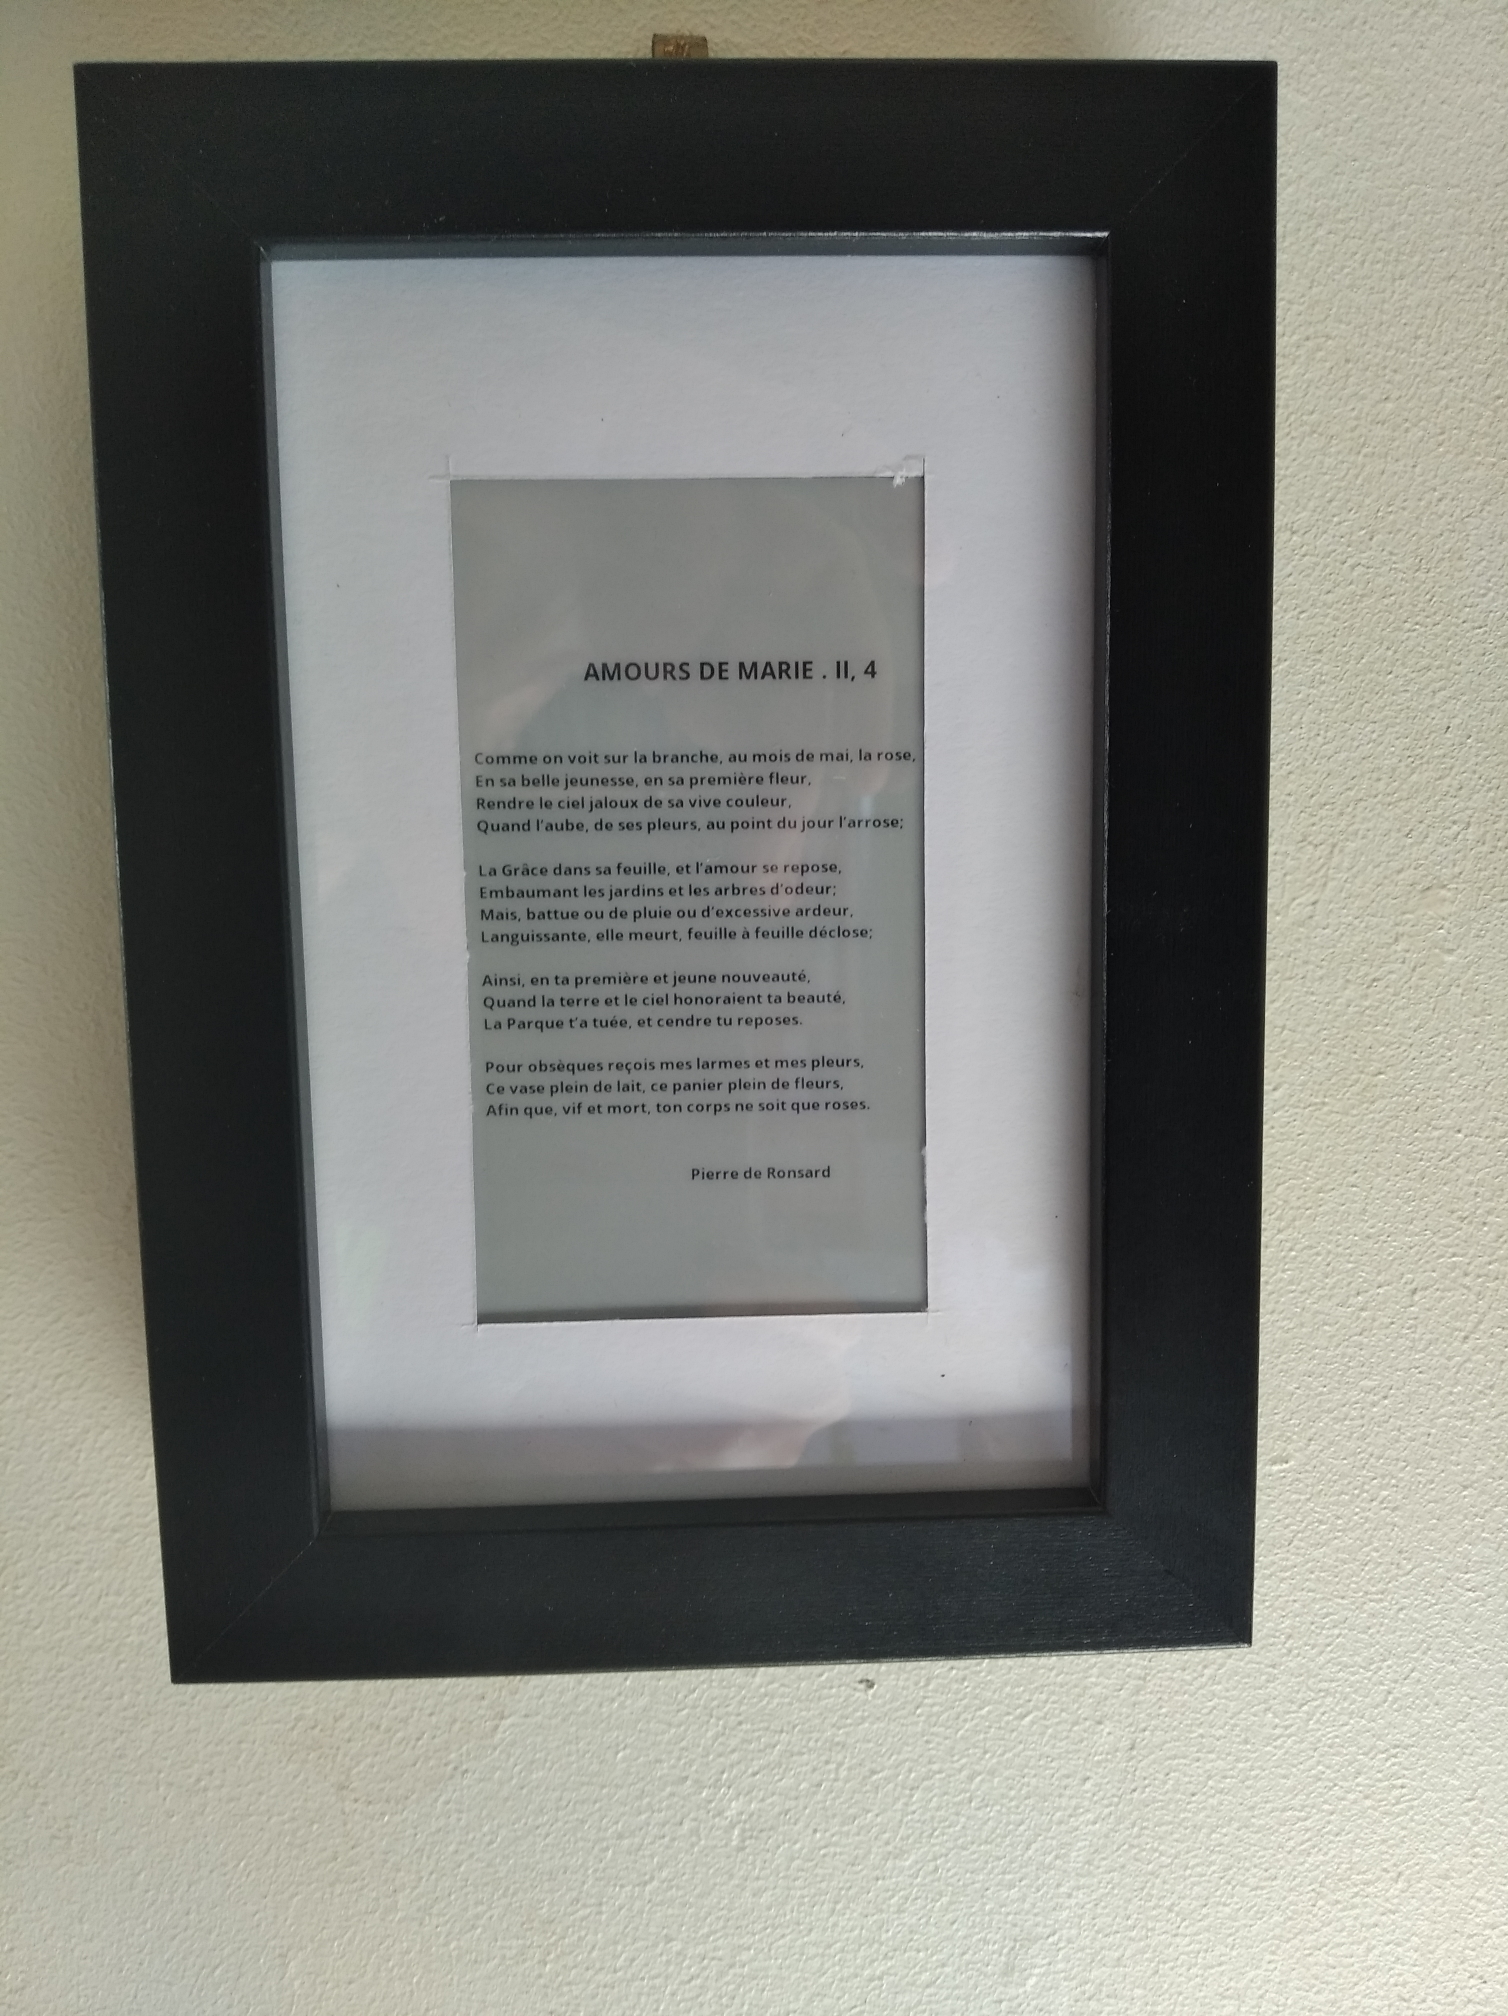 AMOURS DE MARIE . II, 4
Comme on voit sur la branche, au mois de mai, la rose,
En sa belle jeunesse, en sa première fleur,
Rendre le ciel jaloux de sa vive couleur,
Quand l'aube, de ses pleurs, au point du jour l'arrose;
La Grâce dans sa feuille, et l'amour se repose,
Embaumant les jardins et les arbres d'odeur;
Mais, battue ou de pluie ou d'excessive ardeur,
Languissante, elle meurt, feuille à feuille déclose;
Ainsi, en ta première et jeune nouveauté,
Quand la terre et le ciel honoraient ta beauté,
La Parque t'a tuée, et cendre tu reposes.
Pour obsèques reçois mes larmes et mes pleurs,
Ce vase plein de lait, ce panier plein de fleurs,
Afin que, vif et mort, ton corps ne soit que roses.
Pierre de Ronsard